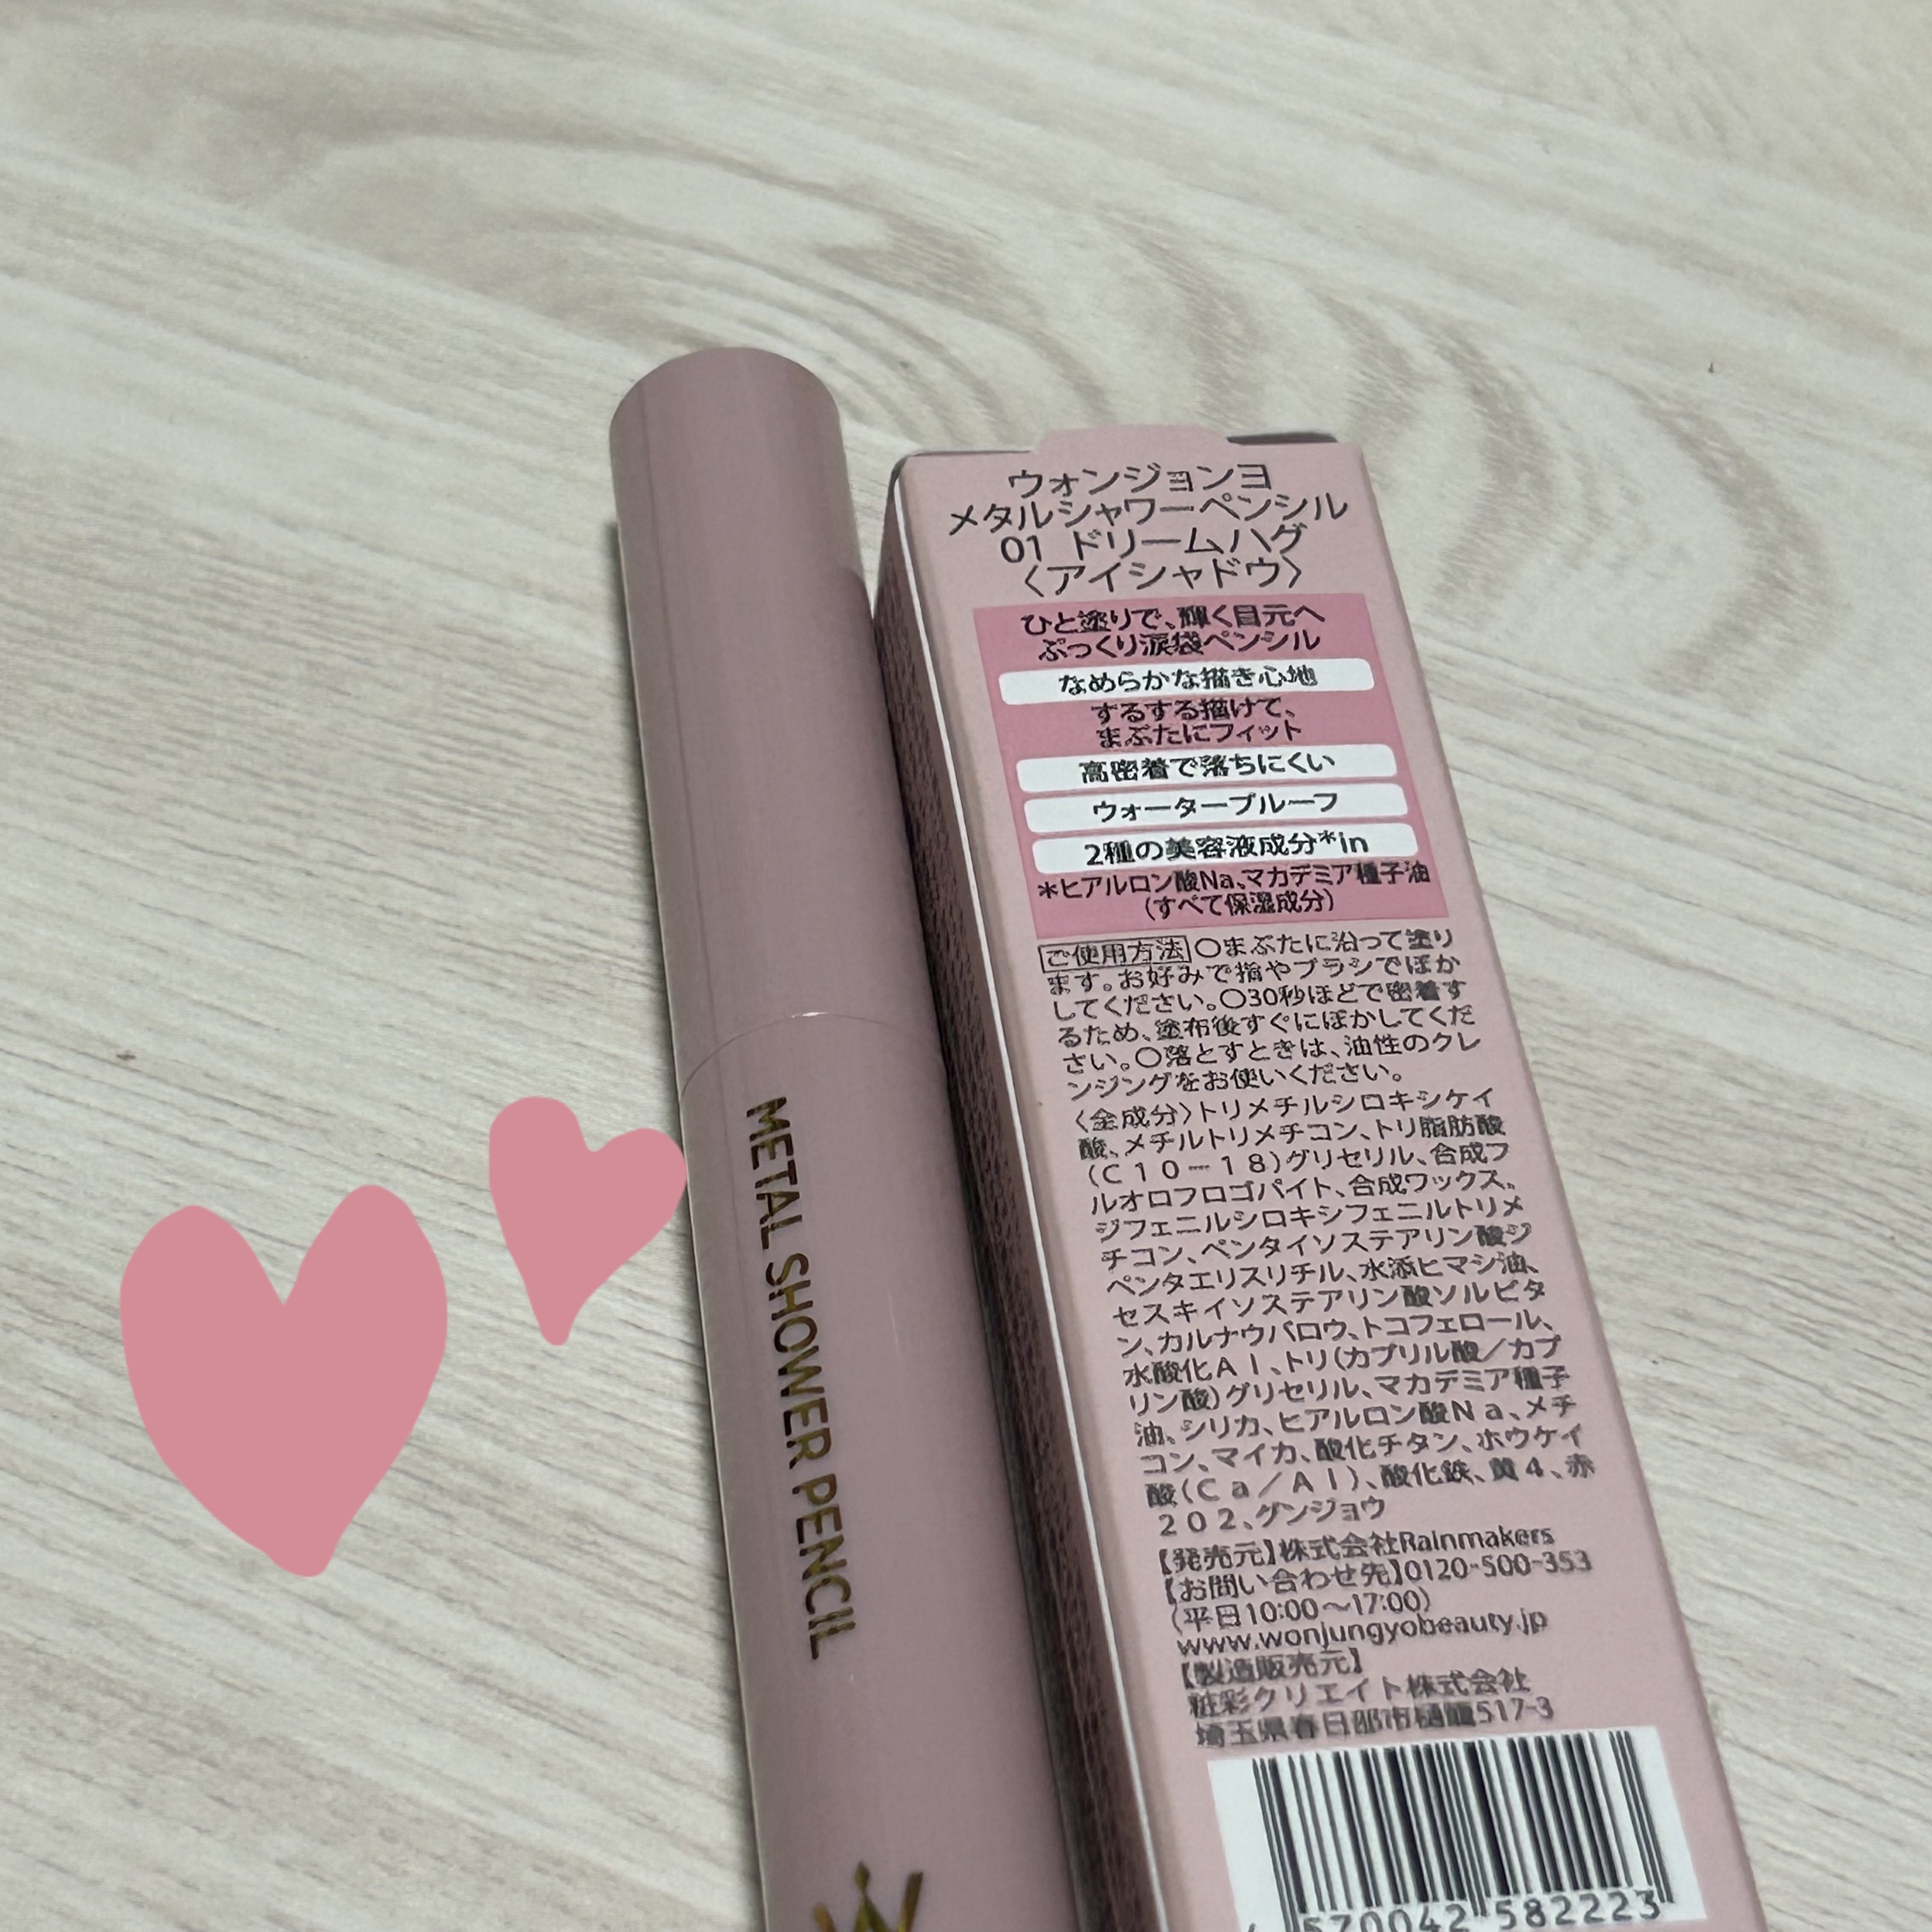 METAL SHOWER PENCIL
ウォンジョンヨ
メタルシャワーペンシル
01 ドリームハグ
〈アイシャドウ〉
ひと塗りで、輝く目元へ
ぷっくり涙袋ペンシル
なめらかな描き心地
するする描けて、
まぶたにフィット
高密着で落ちにくい
ウォータープルーフ
2種の美容液成分*in
*ヒアルロン酸Na、マカデミア種子油
(すべて保湿成分)
ご使用方法 〇まぶたに沿って塗り
ます。お好みで指やブラシでぼか
してください。〇30秒ほどで密着す
るため、塗布後すぐにぼかしてくだ
さい。〇落とすときは、油性のクレ
ンジングをお使いください。
〈全成分〉トリメチルシロキシケイ
酸、メチルトリメチコン、トリ脂肪酸
(C10-18)グリセリル、合成フ
ルオロフロゴパイト、合成ワックス、
ジフェニルシロキシフェニルトリメ
チコン、ペンタイソステアリン酸ジ
ペンタエリスリチル、水添ヒマシ油、
セスキイソステアリン酸ソルビタ
ン、カルナウバロウ、トコフェロール、
水酸化Al、トリ(カプリル酸/カプ
リン酸)グリセリル、マカデミア種子
油、シリカ、ヒアルロン酸Na、メチ
コン、マイカ、酸化チタン、ホウケイ
酸(Ca/Al)、酸化鉄、黄4、赤
202、グンジョウ
【発売元】株式会社Rainmakers
【お問い合わせ先】0120-500-353
(平日10:00～17:00)
www.wonjungyobeauty.jp
【製造販売元】
粧彩クリエイト株式会社
埼玉県春日部市樋籠517-3
570042 582223